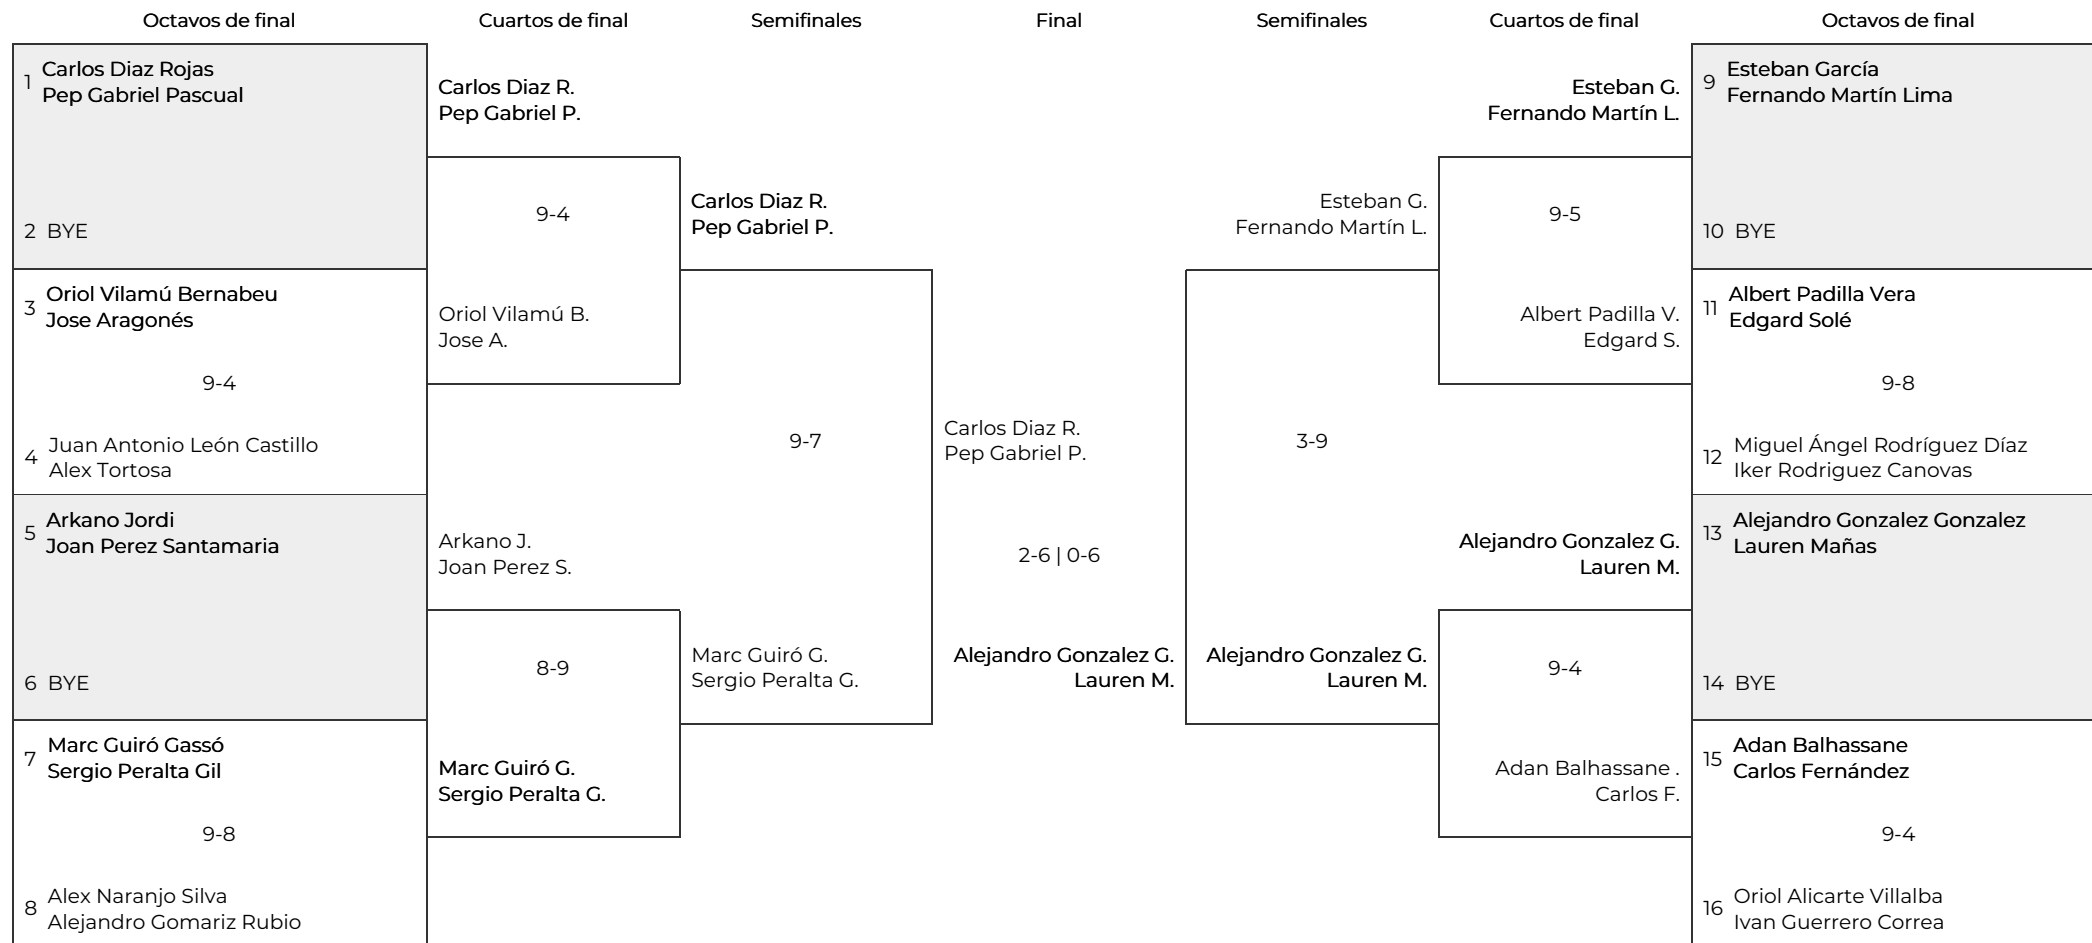 Octavos de final
Cuartos de final
Semifinales
Final
Semifinales
Cuartos de final
Octavos de final
1
Carlos Diaz Rojas
Pep Gabriel Pascual
2 BYE
3
Oriol Vilamú Bernabeu
Jose Aragonés
9-4
4
Juan Antonio León Castillo
Alex Tortosa
5
Arkano Jordi
Joan Perez Santamaria
6 BYE
7
Marc Guiró Gassó
Sergio Peralta Gil
9-8
8
Alex Naranjo Silva
Alejandro Gomariz Rubio
Carlos Diaz R.
Pep Gabriel P.
9-4
Oriol Vilamú B.
Jose A.
Arkano J.
Joan Perez S.
8-9
Marc Guiró G.
Sergio Peralta G.
Carlos Diaz R.
Pep Gabriel P.
9-7
Marc Guiró G.
Sergio Peralta G.
Carlos Diaz R.
Pep Gabriel P.
2-6 | 0-6
Alejandro Gonzalez G.
Lauren M.
Esteban G.
Fernando Martín L.
3-9
Alejandro Gonzalez G.
Lauren M.
Esteban G.
Fernando Martín L.
9-5
Albert Padilla V.
Edgard S.
Alejandro Gonzalez G.
Lauren M.
9-4
Adan Balhassane .
Carlos F.
9
Esteban García
Fernando Martín Lima
10 BYE
11
Albert Padilla Vera
Edgard Solé
9-8
12
Miguel Ángel Rodríguez Díaz
Iker Rodriguez Canovas
13
Alejandro Gonzalez Gonzalez
Lauren Mañas
14 BYE
15
Adan Balhassane
Carlos Fernández
9-4
16
Oriol Alicarte Villalba
Ivan Guerrero Correa